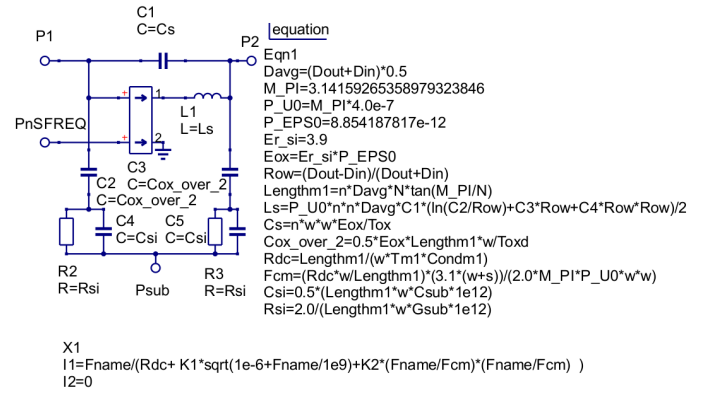 C1
C=Cs
P1
P2
PnSFREQ
+
1
+
2
L1
L=Ls
C3
C=Cox_over_2
C2
C=Cox_over_2
C4
C=Csi
C5
C=Csi
R2
R=Rsi
Psub
R3
R=Rsi
equation
Eqn1
Davg=(Dout+Din)*0.5
M_PI=3.14159265358979323846
P_U0=M_PI*4.0e-7
P_EPS0=8.854187817e-12
Er_si=3.9
Eox=Er_si*P_EPS0
Row=(Dout-Din)/(Dout+Din)
Lengthm1=n*Davg*N*tan(M_PI/N)
Ls=P_U0*n*n*Davg*C1*(ln(C2/Row)+C3*Row+C4*Row*Row)/2
Cs=n*w*w*Eox/Tox
Cox_over_2=0.5*Eox*Lengthm1*w/Toxd
Rdc=Lengthm1/(w*Tm1*Condm1)
Fcm=(Rdc*w/Lengthm1)*(3.1*(w+s))/(2.0*M_PI*P_U0*w*w)
Csi=0.5*(Lengthm1*w*Csub*1e12)
Rsi=2.0/(Lengthm1*w*Gsub*1e12)
X1
I1=Fname/(Rdc+ K1*sqrt(1e-6+Fname/1e9)+K2*(Fname/Fcm)*(Fname/Fcm) )
I2=0